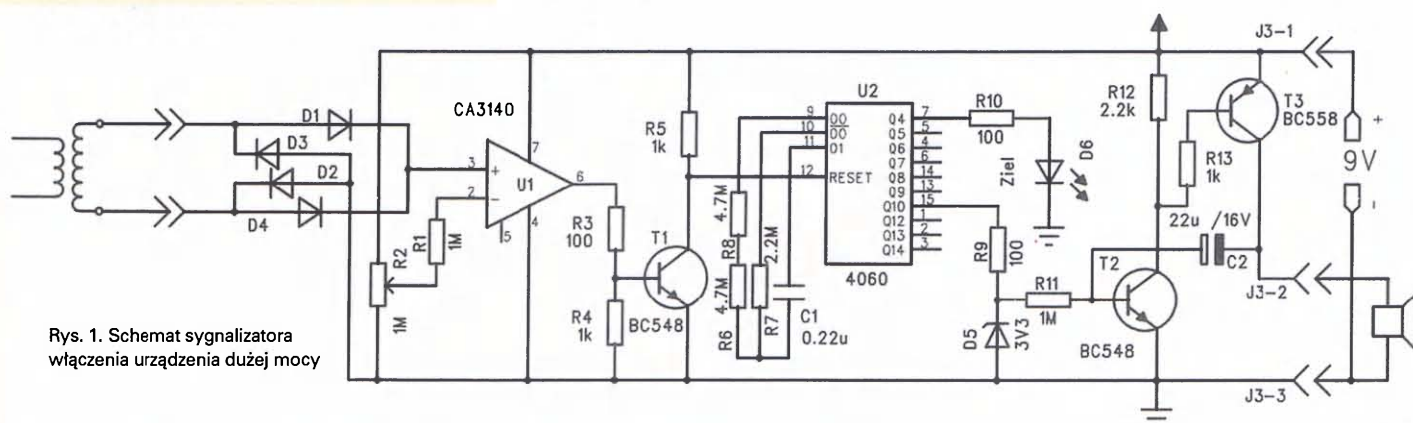 J3-1
D1
D3
D2
D4
CA3140
3
+
2
-
7
U1
6
4
5
R2
1M
R1
1M
R3
100
R4
1k
R5
1k
T1
BC548
U2
9
00
10
00
11
01
12
RESET
Q4
7
Q5
5
Q6
4
Q7
6
Q8
14
Q9
13
Q10
15
Q12
1
Q13
2
Q14
3
4060
4.7M
R8
4.7M
R6
2.2M
R7
C1
0.22u
R10
100
Ziel
D6
R9
100
D5
3V3
R11
1M
T2
BC548
R12
2.2k
R13
1k
T3
BC558
22u /16V
C2
+
9V
-
J3-2
J3-3
Rys. 1. Schemat sygnalizatora
włączenia urządzenia dużej mocy